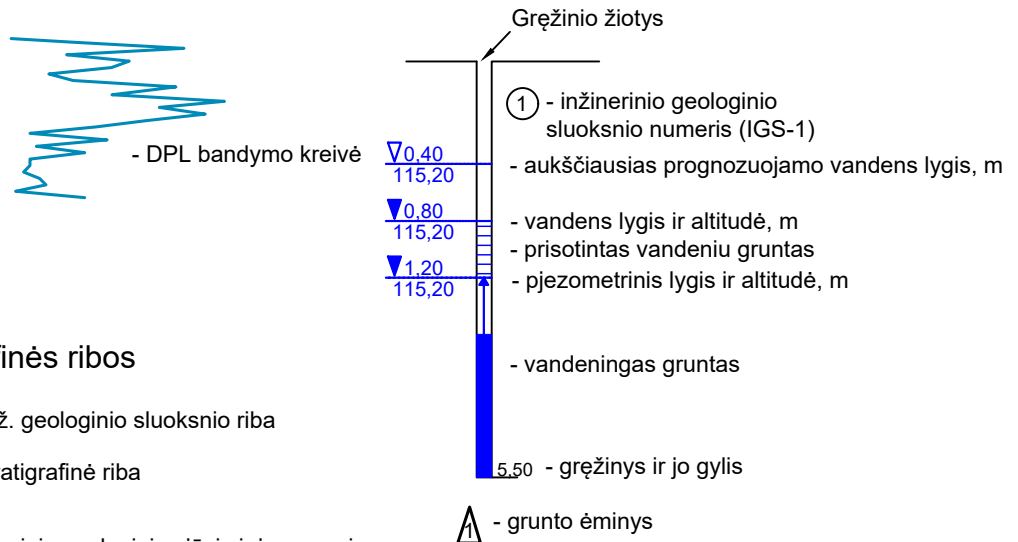 Gręžinio žiotys
1 - inžinerinio geologinio
sluoksnio numeris (IGS-1)
- DPL bandymo kreivė
0,40
115,20
- aukščiausias prognozuojamo vandens lygis, m
0,80
115,20
- vandens lygis ir altitudė, m
- prisotintas vandeniu gruntas
1,20
115,20
- pjezometrinis lygis ir altitudė, m
finės ribos
- vandeningas gruntas
ž. geologinio sluoksnio riba
ratigrafinė riba
5,50 - gręžinys ir jo gylis
1 - grunto ėminys